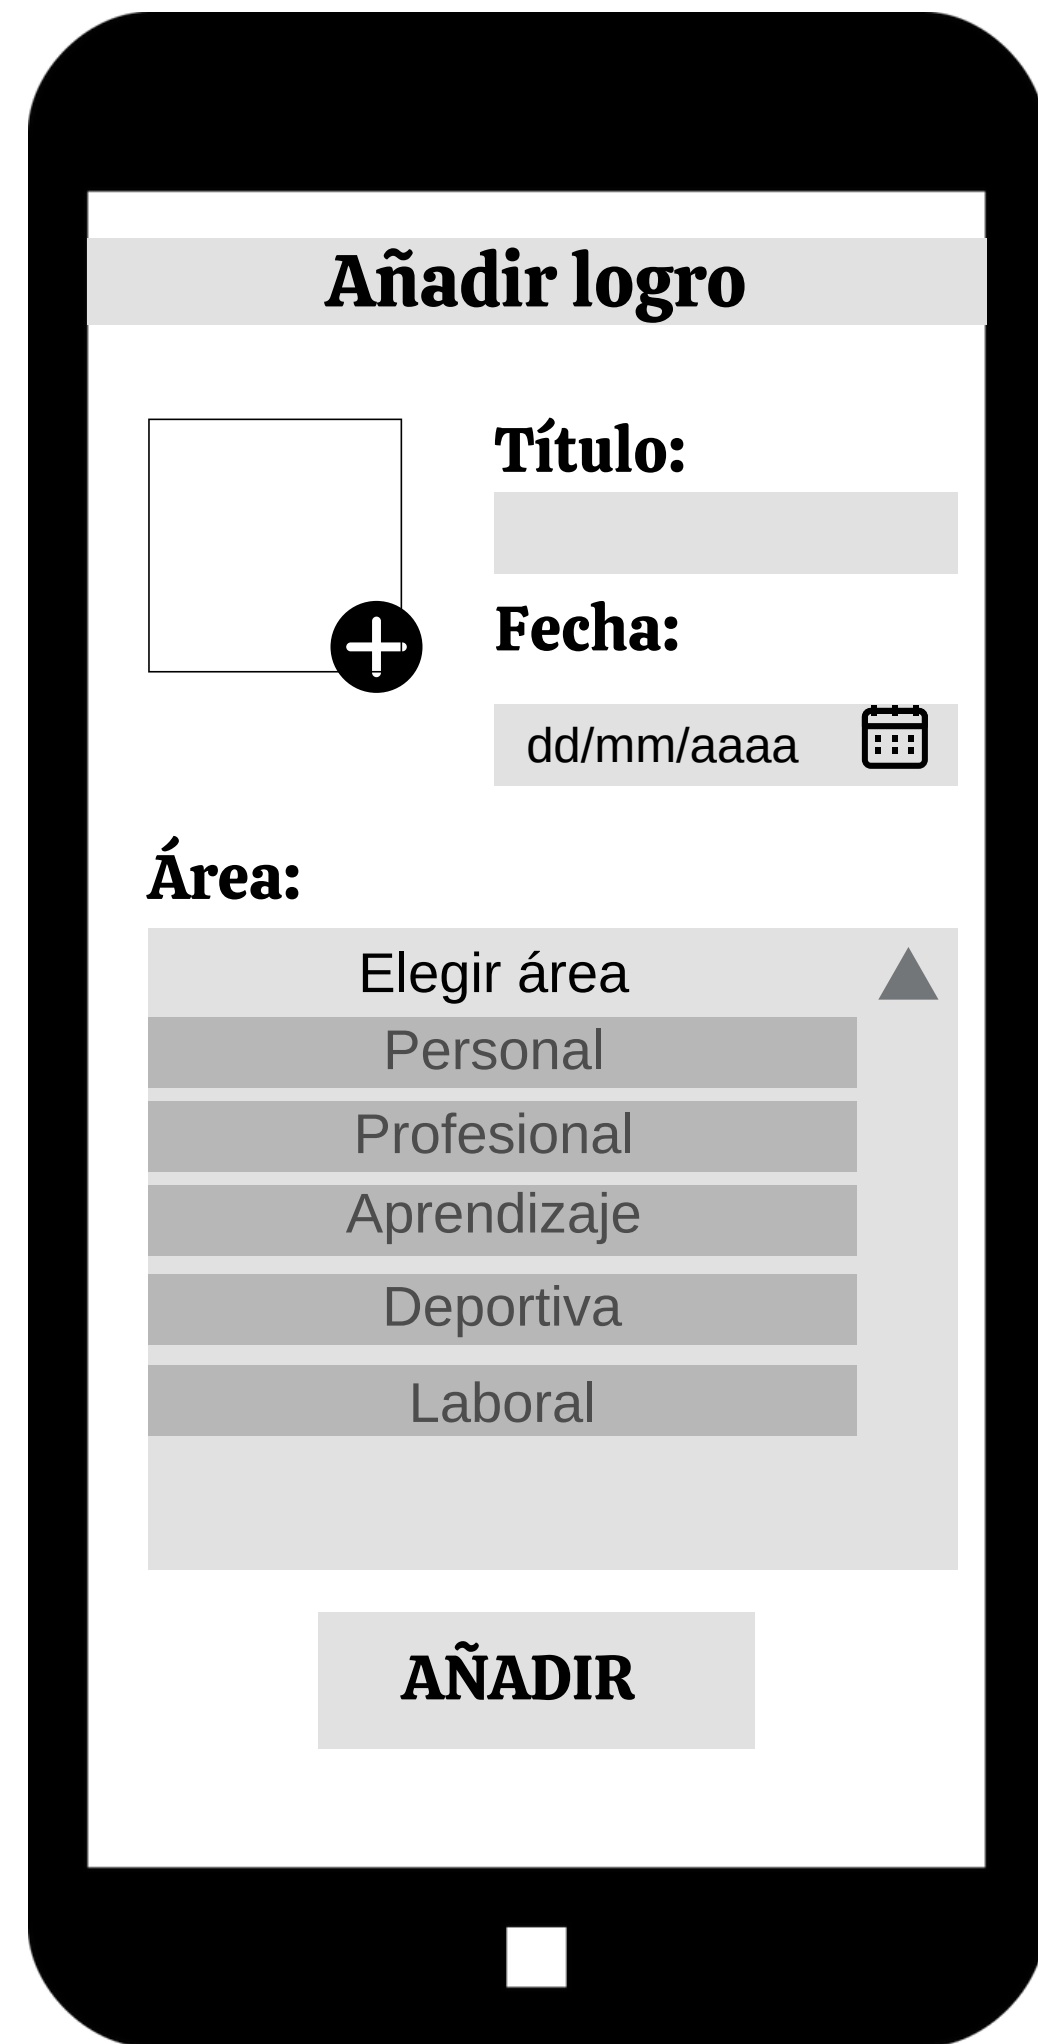 Añadir logro
Título:
Fecha:
dd/mm/aaaa
Área:
Elegir área
Personal
Profesional
Aprendizaje
Deportiva
Laboral
AÑADIR